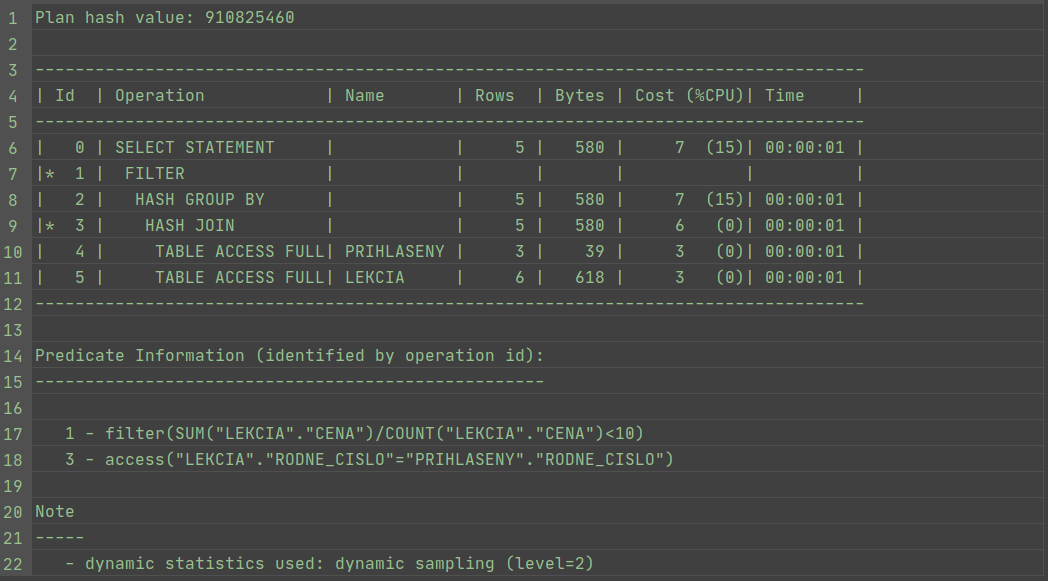 1 Plan hash value: 910825460
2
3 -----------------------------------------------------------------------------------
4 | Id  | Operation            | Name       | Rows  | Bytes | Cost (%CPU)| Time     |
5 -----------------------------------------------------------------------------------
6 |   0 | SELECT STATEMENT     |            |     5 |   580 |     7  (15)| 00:00:01 |
7 |*  1 |  FILTER              |            |       |       |            |          |
8 |   2 |   HASH GROUP BY      |            |     5 |   580 |     7  (15)| 00:00:01 |
9 |*  3 |    HASH JOIN         |            |     5 |   580 |     6   (0)| 00:00:01 |
10 |   4 |     TABLE ACCESS FULL| PRIHLASENY |     3 |    39 |     3   (0)| 00:00:01 |
11 |   5 |     TABLE ACCESS FULL| LEKCIA     |     6 |   618 |     3   (0)| 00:00:01 |
12 -----------------------------------------------------------------------------------
13
14 Predicate Information (identified by operation id):
15 ---------------------------------------------------
16
17    1 - filter(SUM("LEKCIA"."CENA")/COUNT("LEKCIA"."CENA")<10)
18    3 - access("LEKCIA"."RODNE_CISLO"="PRIHLASENY"."RODNE_CISLO")
19
20 Note
21 -----
22    - dynamic statistics used: dynamic sampling (level=2)